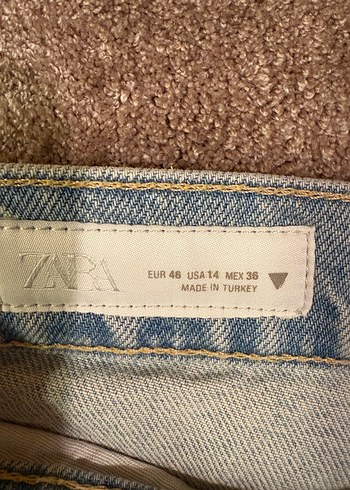 ZARA
EUR 46 USA 14 MEX 36
MADE IN TURKEY